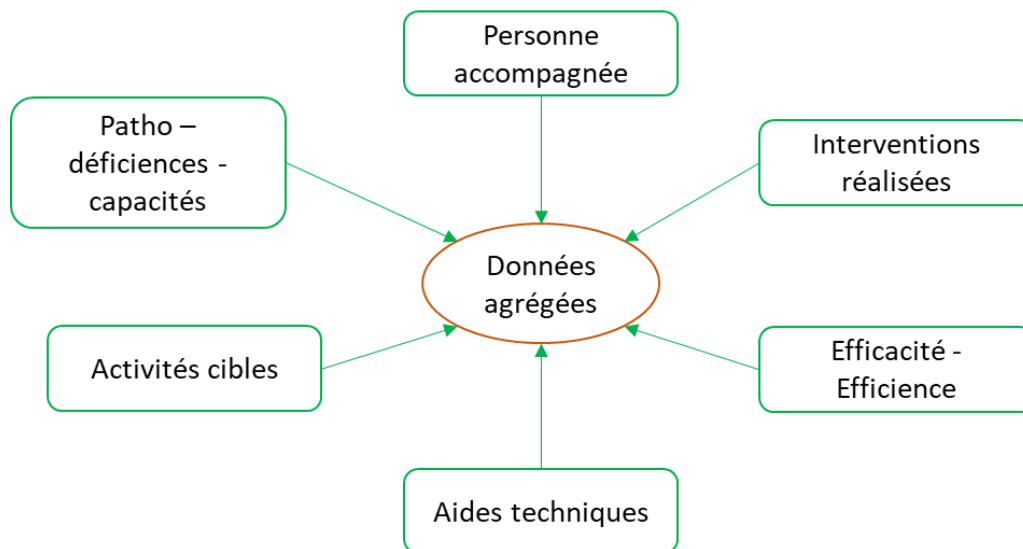 Personne
accompagnée
Patho –
déficiences -
capacités
Interventions
réalisées
Données
agrégées
Activités cibles
Efficacité -
Efficience
Aides techniques